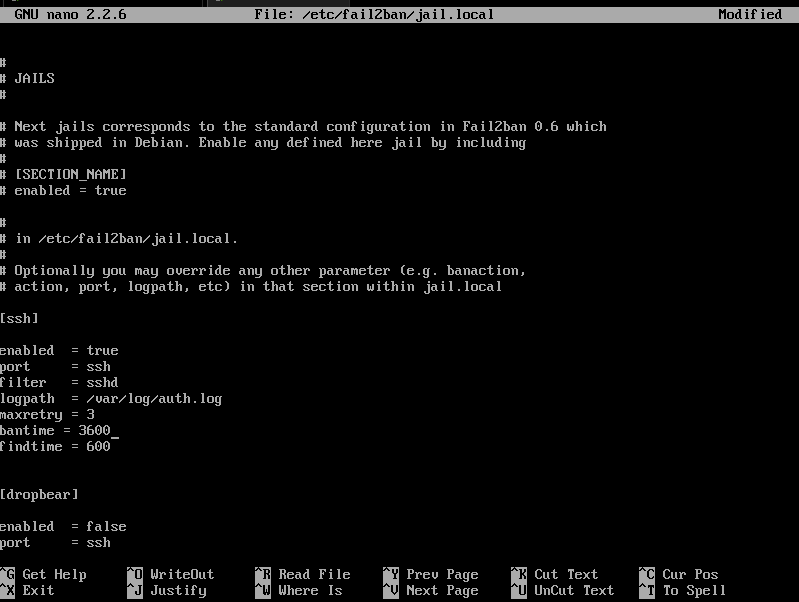 GNU nano 2.2.6 File: /etc/fail2ban/jail.local Modified
#
# JAILS
#
# Next jails corresponds to the standard configuration in Fail2ban 0.6 which
# was shipped in Debian. Enable any defined here jail by including
#
# [SECTION_NAME]
# enabled = true
#
# in /etc/fail2ban/jail.local.
#
# Optionally you may override any other parameter (e.g. banaction,
# action, port, logpath, etc) in that section within jail.local
[ssh]
enabled = true
port = ssh
filter = sshd
logpath = /var/log/auth.log
maxretry = 3
bantime = 3600_
findtime = 600
[dropbear]
enabled = false
port = ssh
^G Get Help ^O WriteOut ^R Read File ^Y Prev Page ^K Cut Text ^C Cur Pos
^X Exit ^J Justify ^W Where Is ^V Next Page ^U UnCut Text ^T To Spell